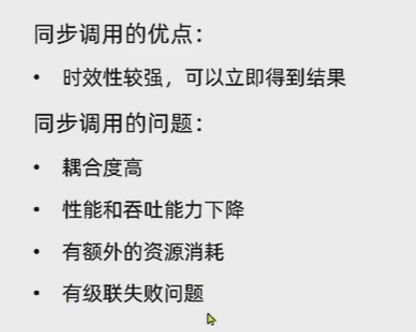 同步调用的优点：
• 时效性较强，可以立即得到结果
同步调用的问题：
• 耦合度高
• 性能和吞吐能力下降
• 有额外的资源消耗
• 有级联失败问题